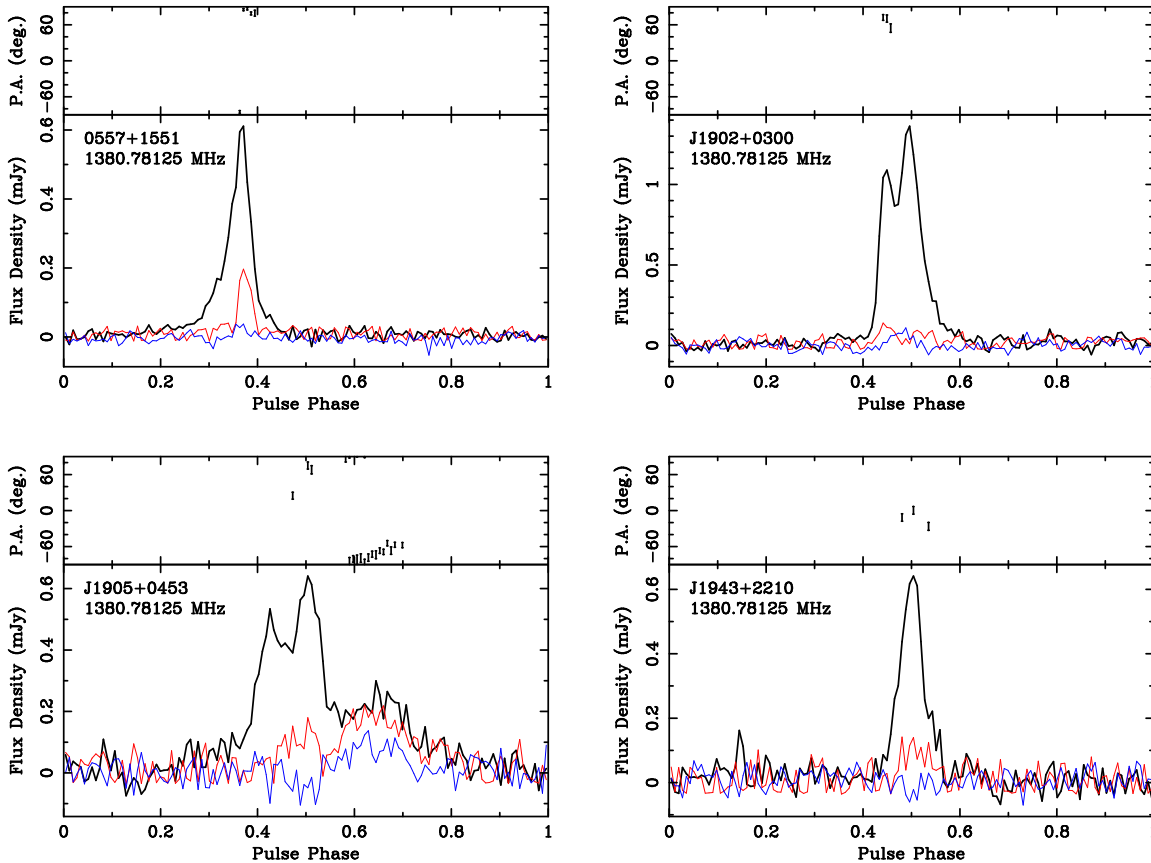 P.A. (deg.)
60
0
−60
0557+1551
1380.78125 MHz
Flux Density (mJy)
0.6
0.4
0.2
0
0
0.2
0.4
0.6
0.8
1
Pulse Phase
P.A. (deg.)
60
0
−60
J1902+0300
1380.78125 MHz
Flux Density (mJy)
1
0.5
0
0
0.2
0.4
0.6
0.8
Pulse Phase
P.A. (deg.)
60
0
−60
J1905+0453
1380.78125 MHz
Flux Density (mJy)
0.6
0.4
0.2
0
0
0.2
0.4
0.6
0.8
1
Pulse Phase
P.A. (deg.)
60
0
−60
J1943+2210
1380.78125 MHz
Flux Density (mJy)
0.6
0.4
0.2
0
0
0.2
0.4
0.6
0.8
Pulse Phase